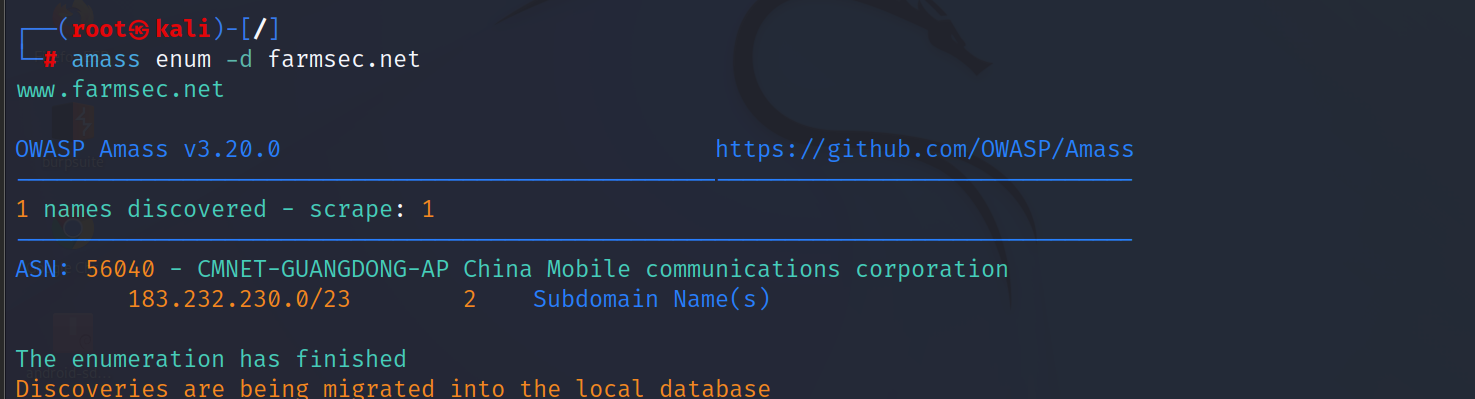 ┌──(root㉿kali)-[/]
└─# amass enum -d farmsec.net
www.farmsec.net
OWASP Amass v3.20.0 https://github.com/OWASP/Amass
1 names discovered - scrape: 1
ASN: 56040 - CMNET-GUANGDONG-AP China Mobile communications corporation
183.232.230.0/23 2 Subdomain Name(s)
The enumeration has finished
Discoveries are being migrated into the local database